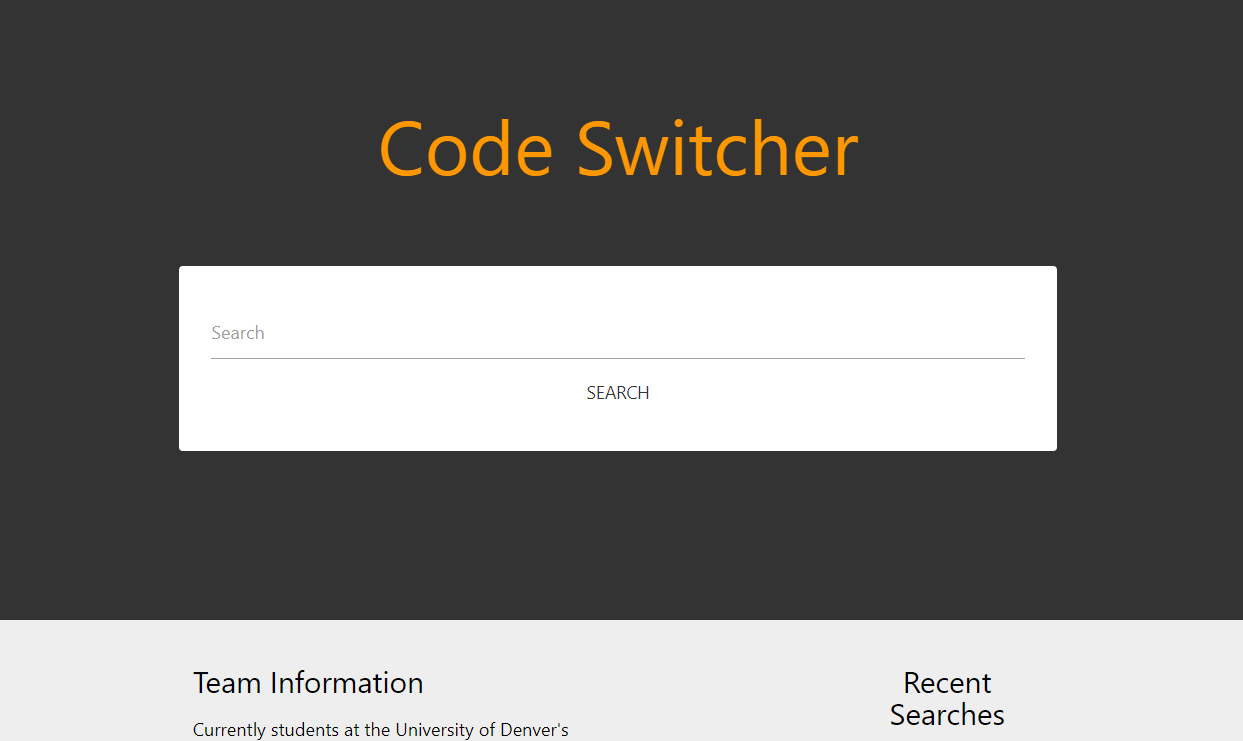 Code Switcher
Search
SEARCH
Team Information
Currently students at the University of Denver's
Recent
Searches